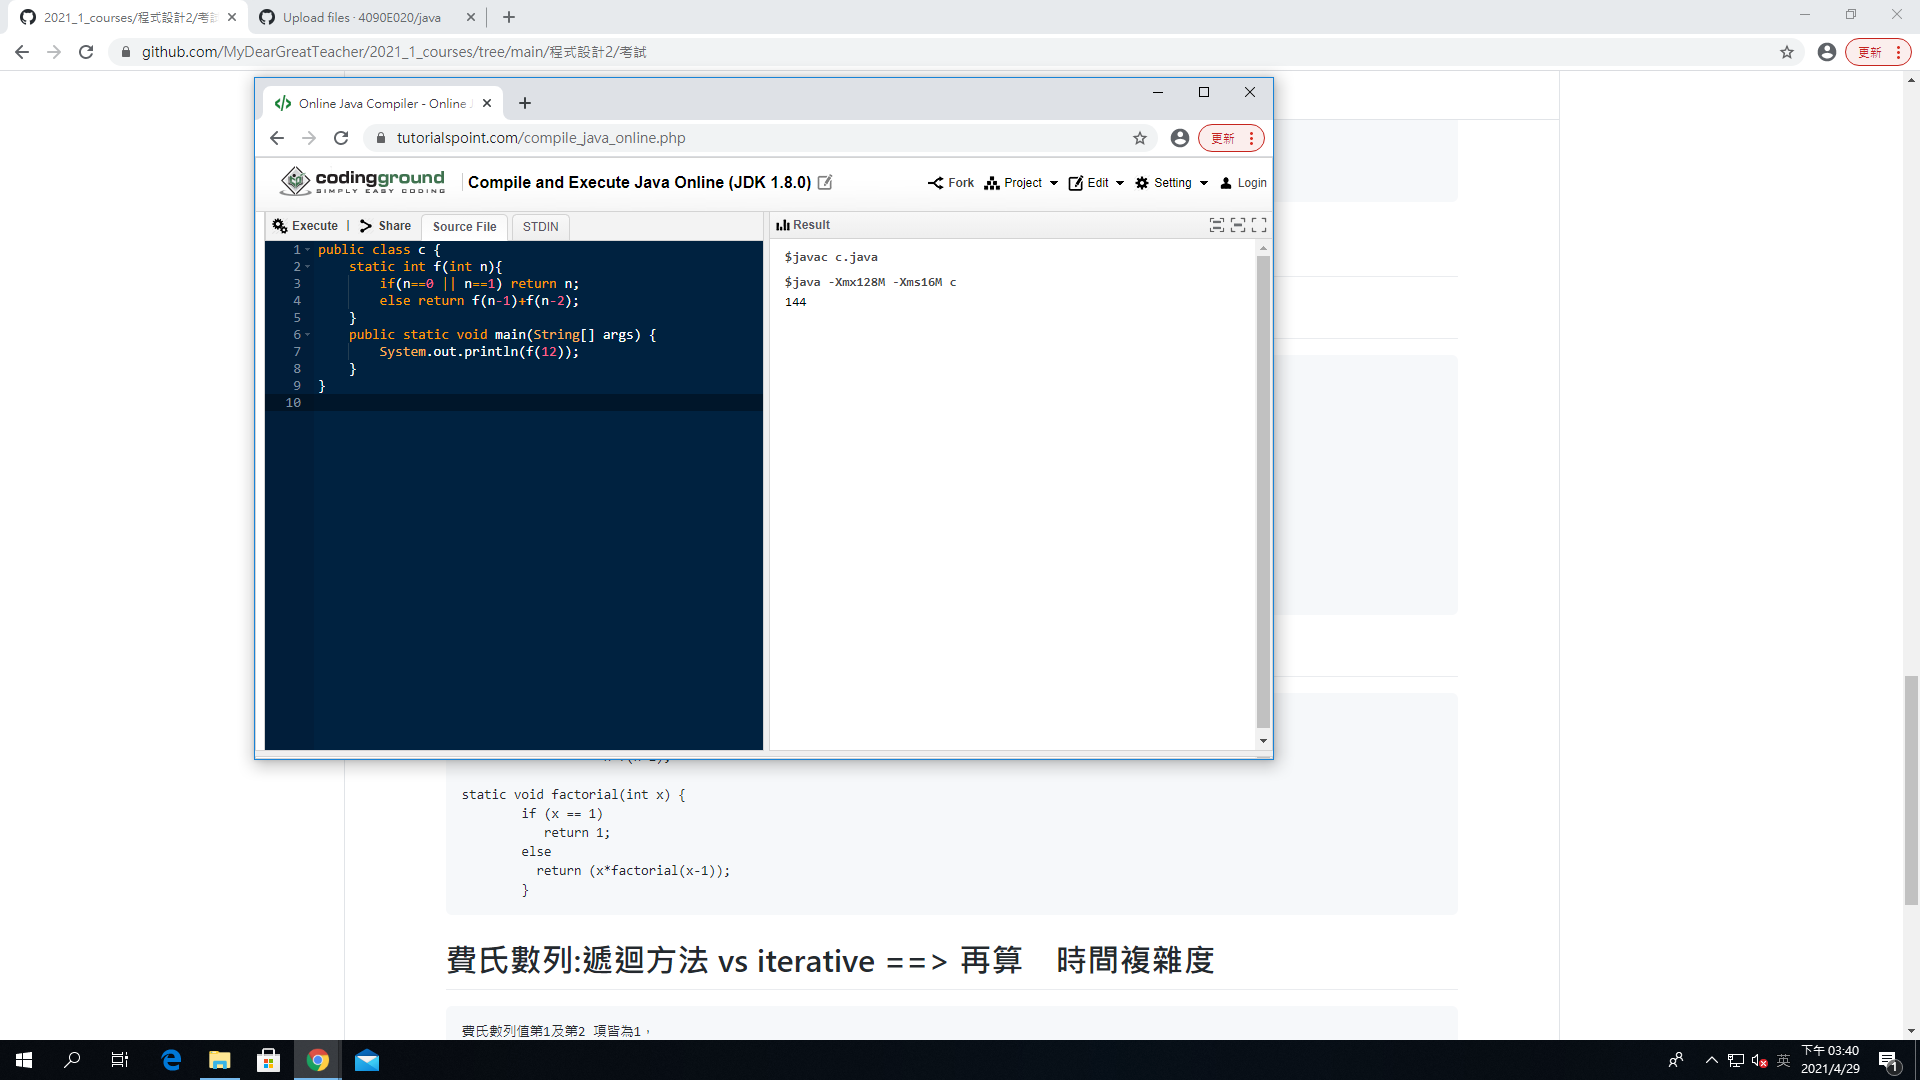 2021_1_courses/程式設計2/考試
Upload files · 4090E020/java
github.com/MyDearGreatTeacher/2021_1_courses/tree/main/程式設計2/考試
更新
Online Java Compiler - Online
tutorialspoint.com/compile_java_online.php
更新
codingground
SIMPLY EASY CODING
Compile and Execute Java Online (JDK 1.8.0)
Fork
Project
Edit
Setting
Login
Execute | Share
Source File
STDIN
Result
1 public class c {
2 static int f(int n){
3 if(n==0 || n==1) return n;
4 else return f(n-1)+f(n-2);
5 }
6 public static void main(String[] args) {
7 System.out.println(f(12));
8 }
9 }
10
$javac c.java
$java -Xmx128M -Xms16M c
144
static void factorial(int x) {
if (x == 1)
return 1;
else
return (x*factorial(x-1));
}
費氏數列:遞迴方法 vs iterative ==> 再算　時間複雜度
費氏數列值第1及第2 項皆為1，
英
下午 03:40
2021/4/29
1